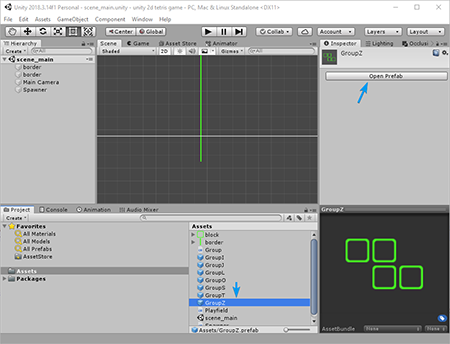 Unity 2018.3.14f1 Personal - scene_main.unity - unity 2d tetris game - PC, Mac & Linux Standalone <DX11>
File Edit Assets GameObject Component Window Help
Center Global Collab Account Layers Layout
Hierarchy
Create All
scene_main
border
border
Main Camera
Spawner
Scene Game Asset Store Animator
Shaded 2D All
Inspector Lighting Occlusi
GroupZ
Open Prefab
Project Console Animation Audio Mixer
Create
Favorites
All Materials
All Models
All Prefabs
AssetStore
Assets
Packages
Assets
block
border
Group
GroupI
GroupJ
GroupL
GroupO
GroupS
GroupT
GroupZ
Playfield
scene_main
Spawner
Assets/GroupZ.prefab
GroupZ
AssetBundle None None